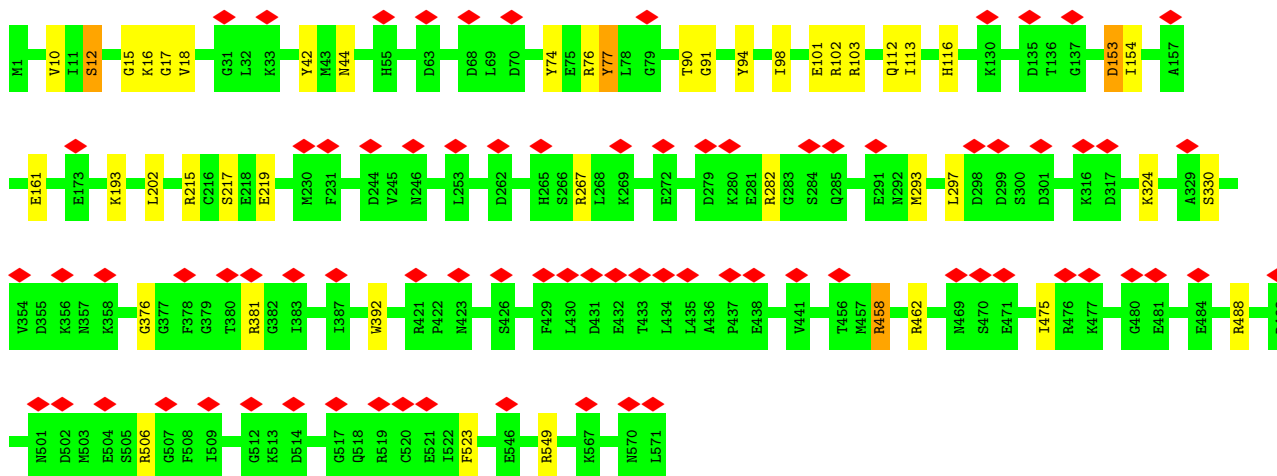 M1 V10 I11 S12 G15 K16 G17 V18 G31 L32 K33 Y42 M43 N44 H55 D63 D68 L69 D70 Y74 E75 R76 Y77 L78 G79 T90 G91 Y94 I98 E101 R102 R103 Q112 I113 H116 K130 D135 T136 G137 D153 I154 A157
E161 E173 K193 L202 R215 C216 S217 E218 E219 M230 F231 D244 V245 N246 L253 D262 H265 S266 R267 L268 K269 E272 D279 K280 E281 R282 G283 S284 Q285 E291 N292 M293 L297 D298 D299 S300 D301 K316 D317 K324 A329 S330
V354 D355 K356 N357 K358 G376 G377 F378 G379 T380 R381 G382 I383 I387 W392 R421 P422 N423 S426 F429 L430 D431 E432 T433 L434 L435 A436 P437 E438 V441 T456 M457 R458 R462 N469 S470 E471 I475 R476 K477 G480 E481 E484 R488
N501 D502 M503 E504 S505 R506 G507 F508 I509 G512 K513 D514 G517 Q518 R519 C520 E521 I522 F523 E546 R549 K567 N570 L571